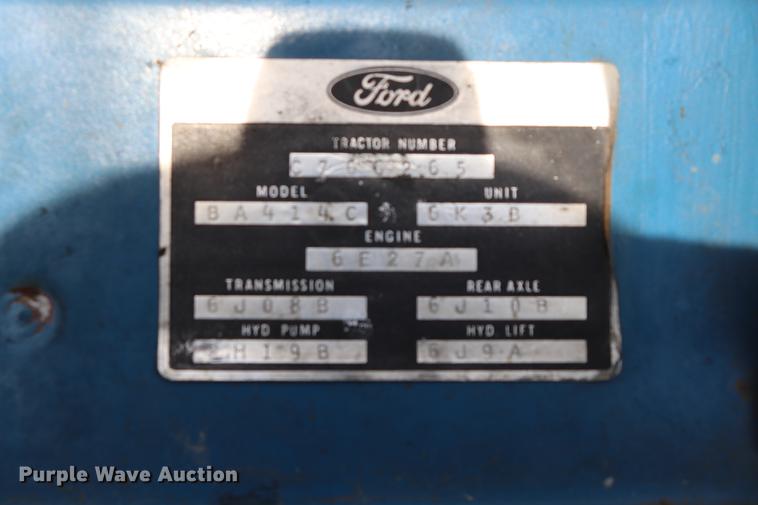 Ford
TRACTOR NUMBER
MODEL UNIT
BA414C 6K3B
ENGINE
6E27A
TRANSMISSION REAR AXLE
6J08B 6J10B
HYD PUMP HYD. LIFT
6J9A
Purple Wave Auction